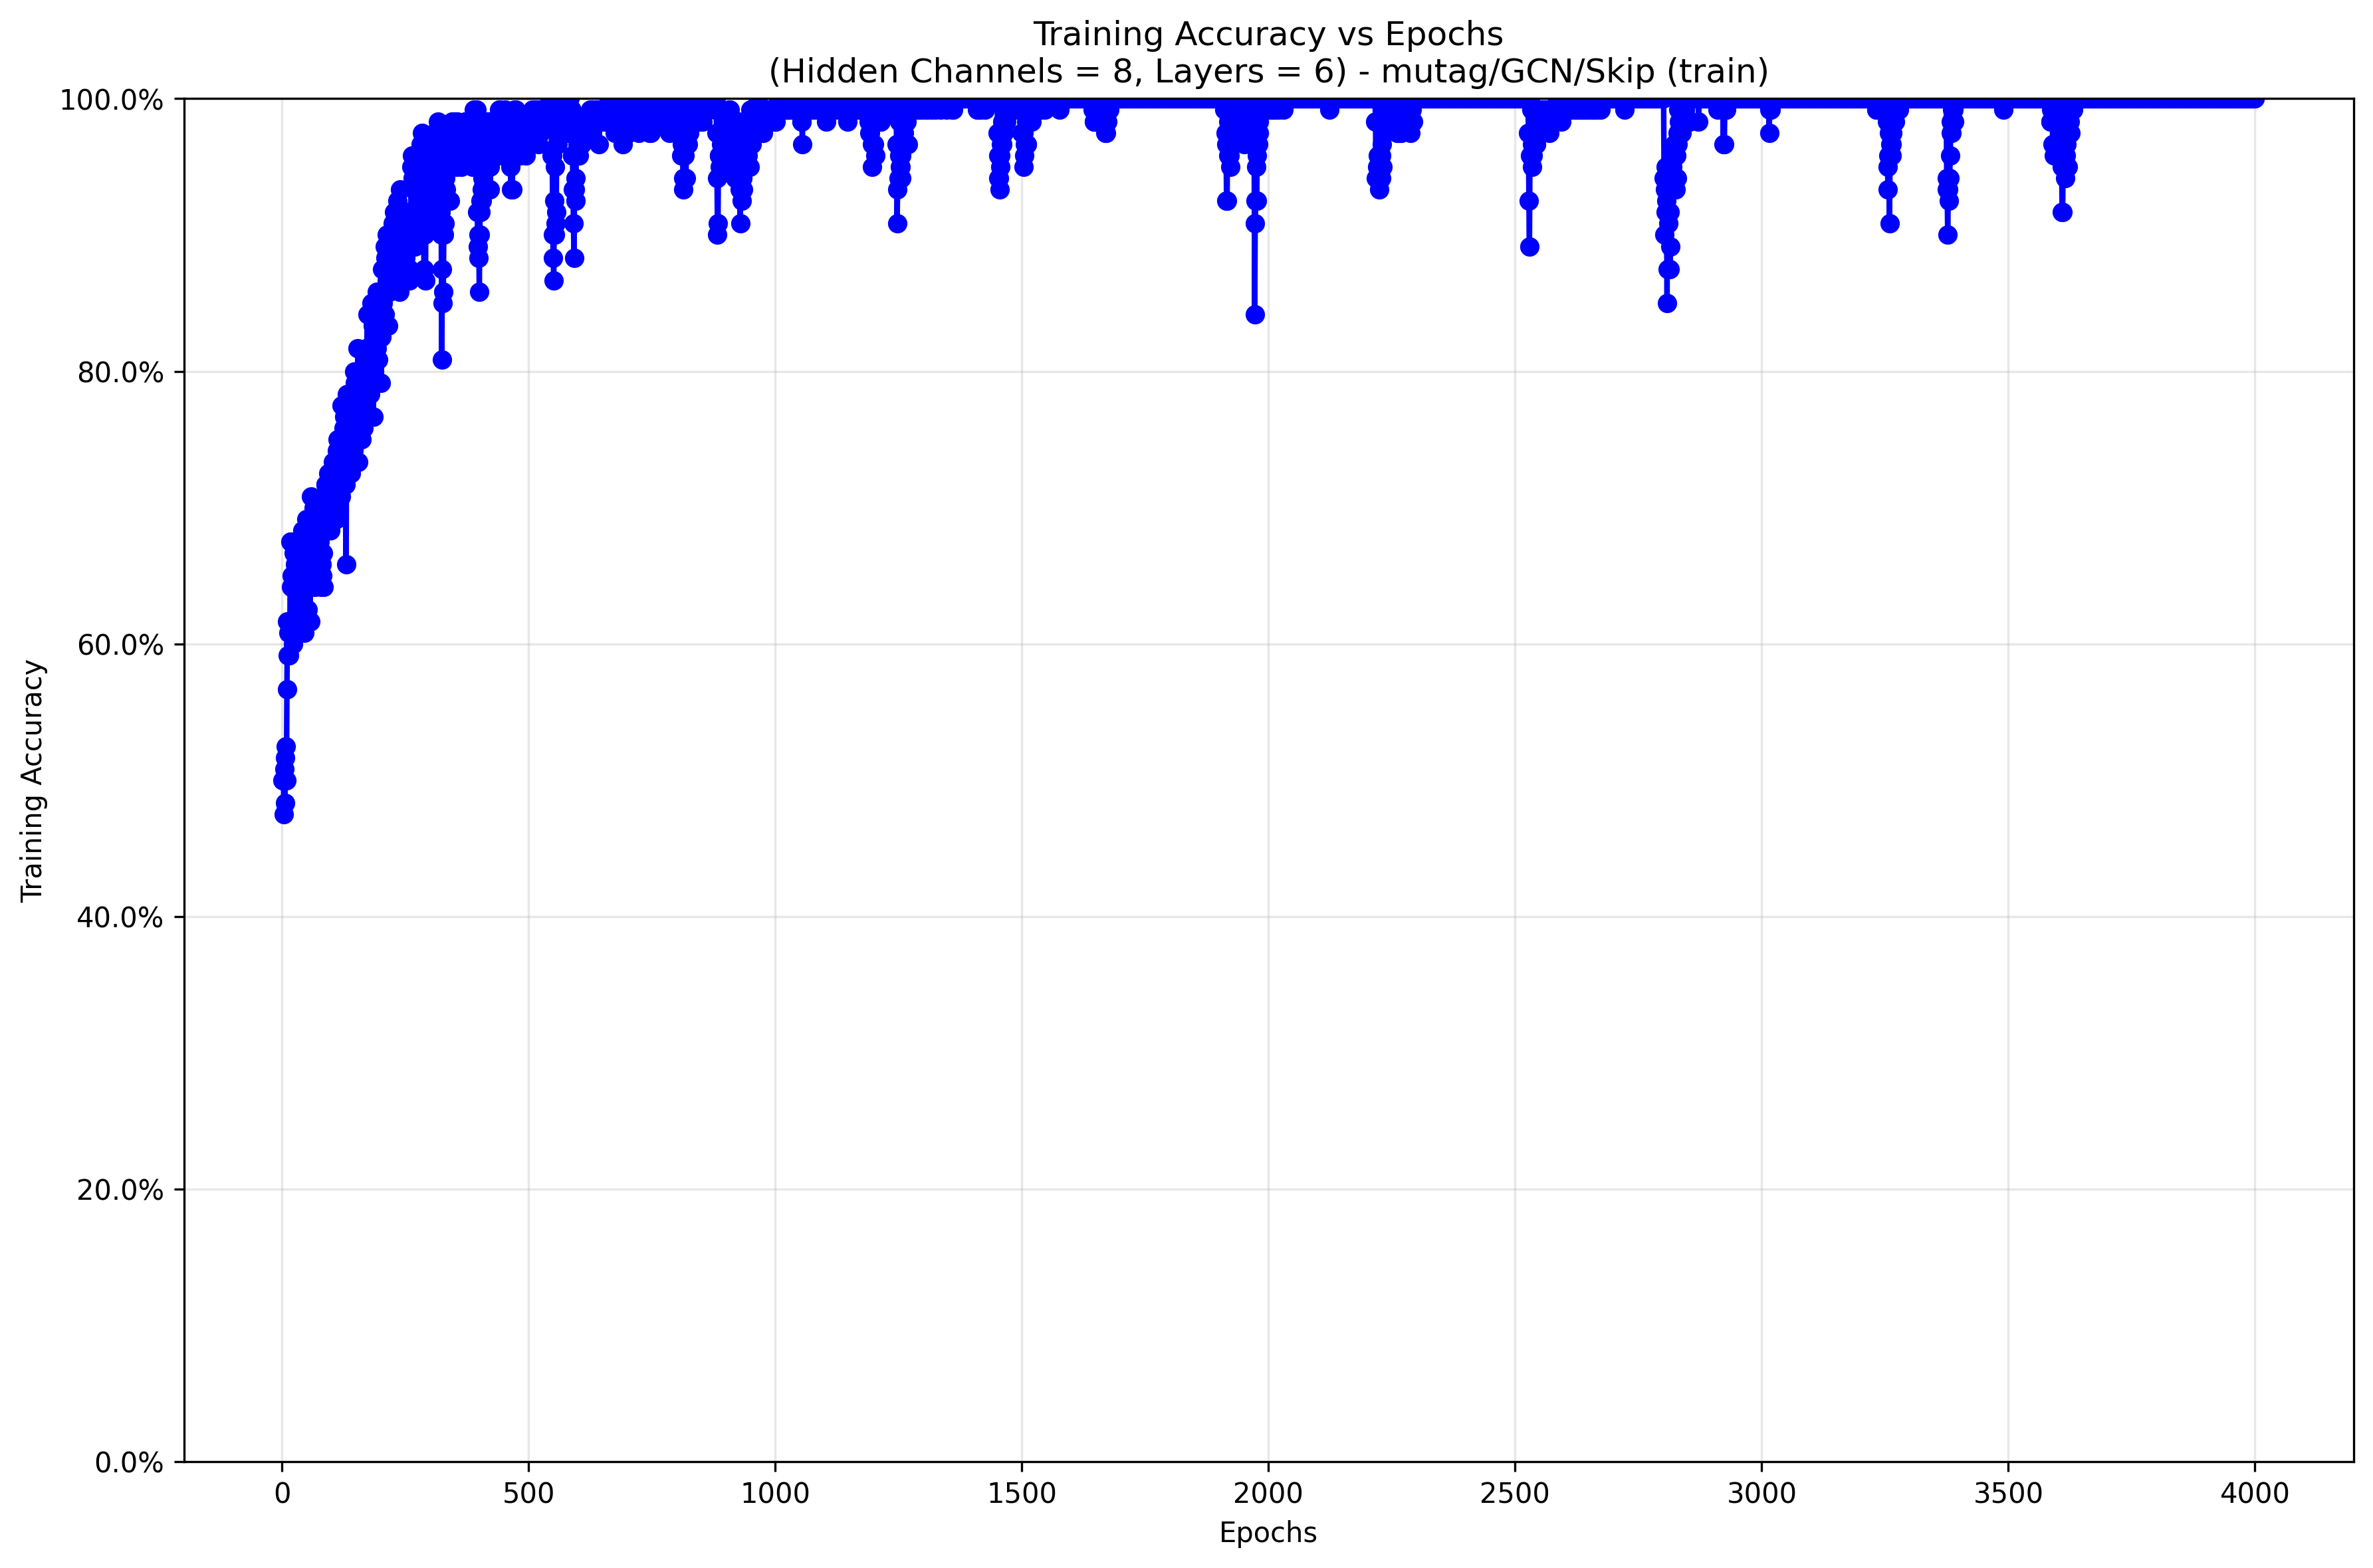 Training Accuracy vs Epochs
(Hidden Channels = 8, Layers = 6) - mutag/GCN/Skip (train)
100.0%
80.0%
60.0%
40.0%
20.0%
0.0%
Training Accuracy
0 500 1000 1500 2000 2500 3000 3500 4000
Epochs